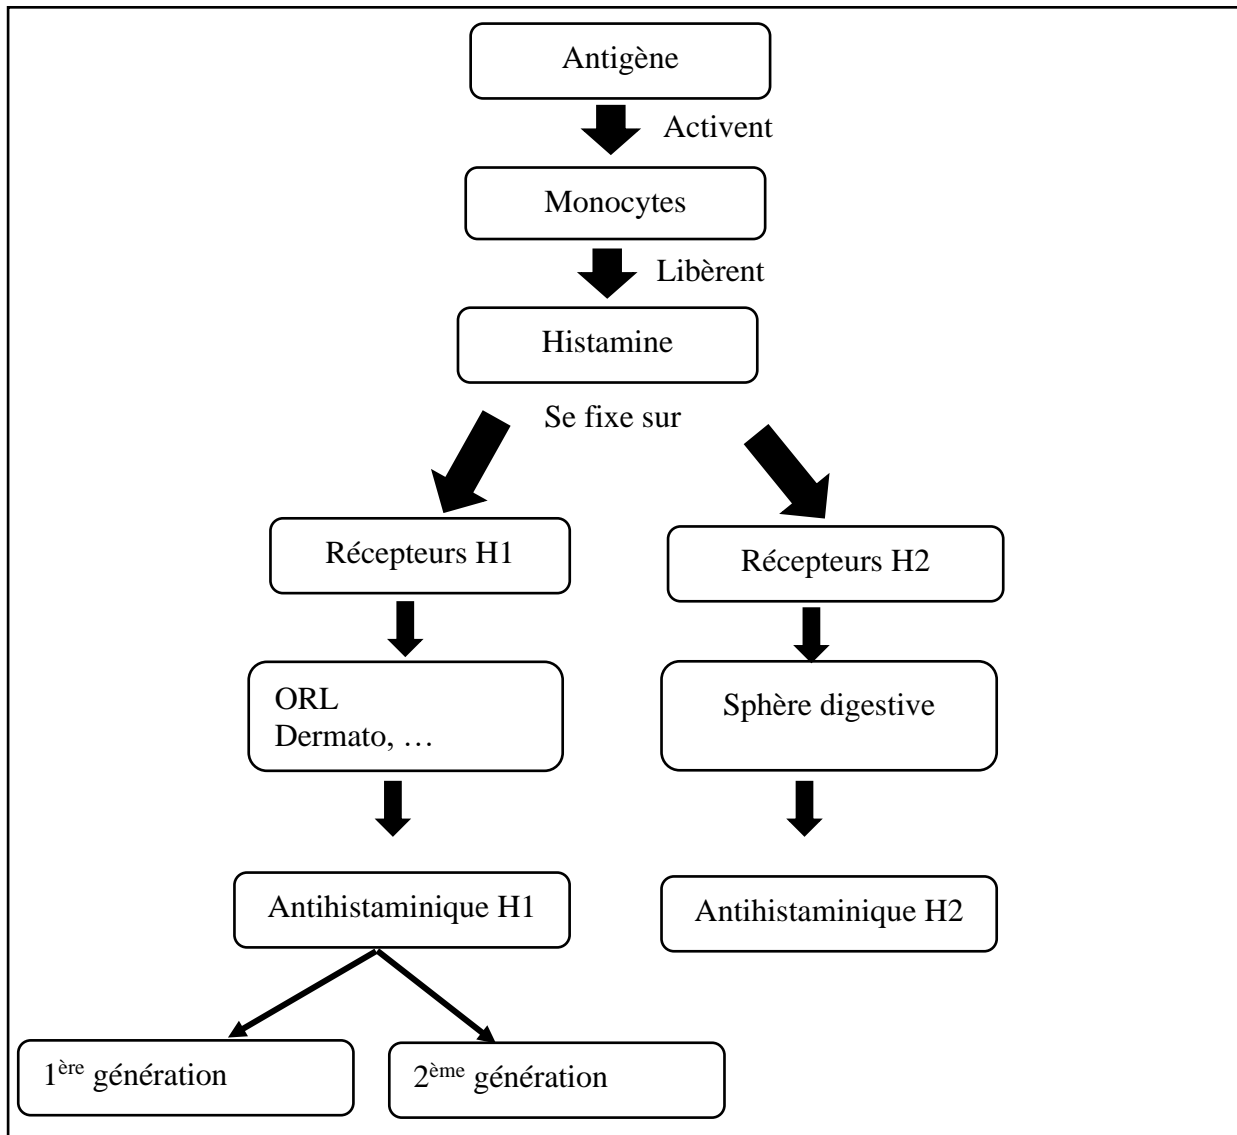 Antigène
Activent
Monocytes
Libèrent
Histamine
Se fixe sur
Récepteurs H1
Récepteurs H2
ORL
Dermato, …
Sphère digestive
Antihistaminique H1
Antihistaminique H2
1ère génération
2ème génération